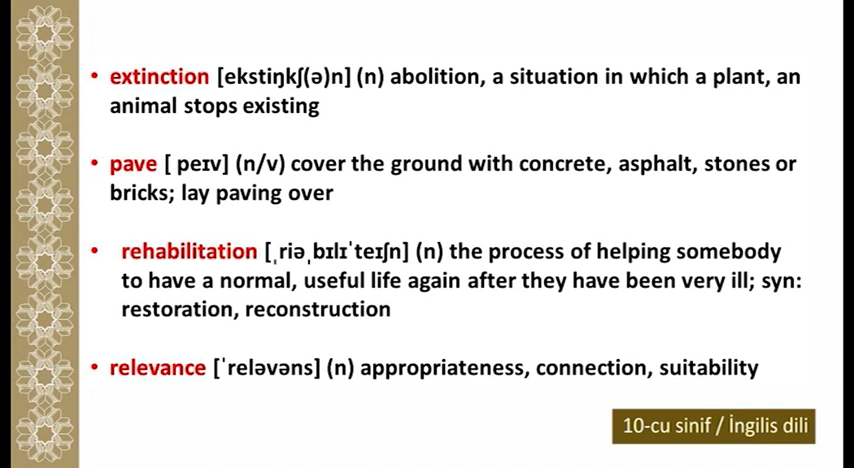 • extinction [ekstiŋkʃ(ə)n] (n) abolition, a situation in which a plant, an
animal stops existing
• pave [ peɪv] (n/v) cover the ground with concrete, asphalt, stones or
bricks; lay paving over
• rehabilitation [ˌriəˌbɪlɪˈteɪʃn] (n) the process of helping somebody
to have a normal, useful life again after they have been very ill; syn:
restoration, reconstruction
• relevance [ˈreləvəns] (n) appropriateness, connection, suitability
10-cu sinif / İngilis dili